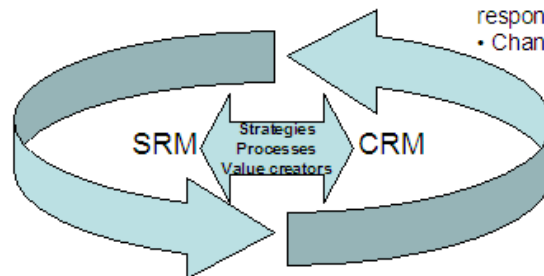 respon
• Chan
Strategies
SRM Processes CRM
Value creators